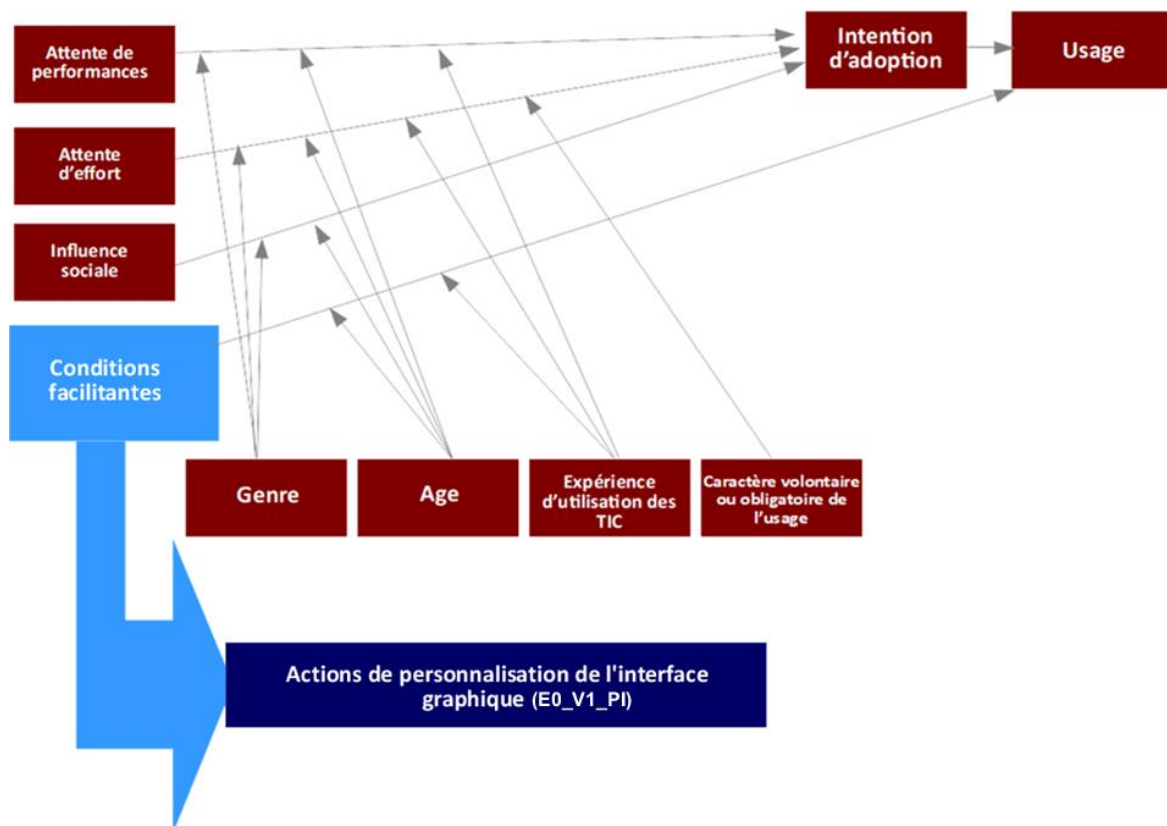 Attente de
performances
Intention
d’adoption
Usage
Attente
d’effort
Influence
sociale
Conditions
facilitantes
Genre
Age
Expérience
d’utilisation des
TIC
Caractère volontaire
ou obligatoire de
l’usage
Actions de personnalisation de l'interface
graphique (E0_V1_PI)